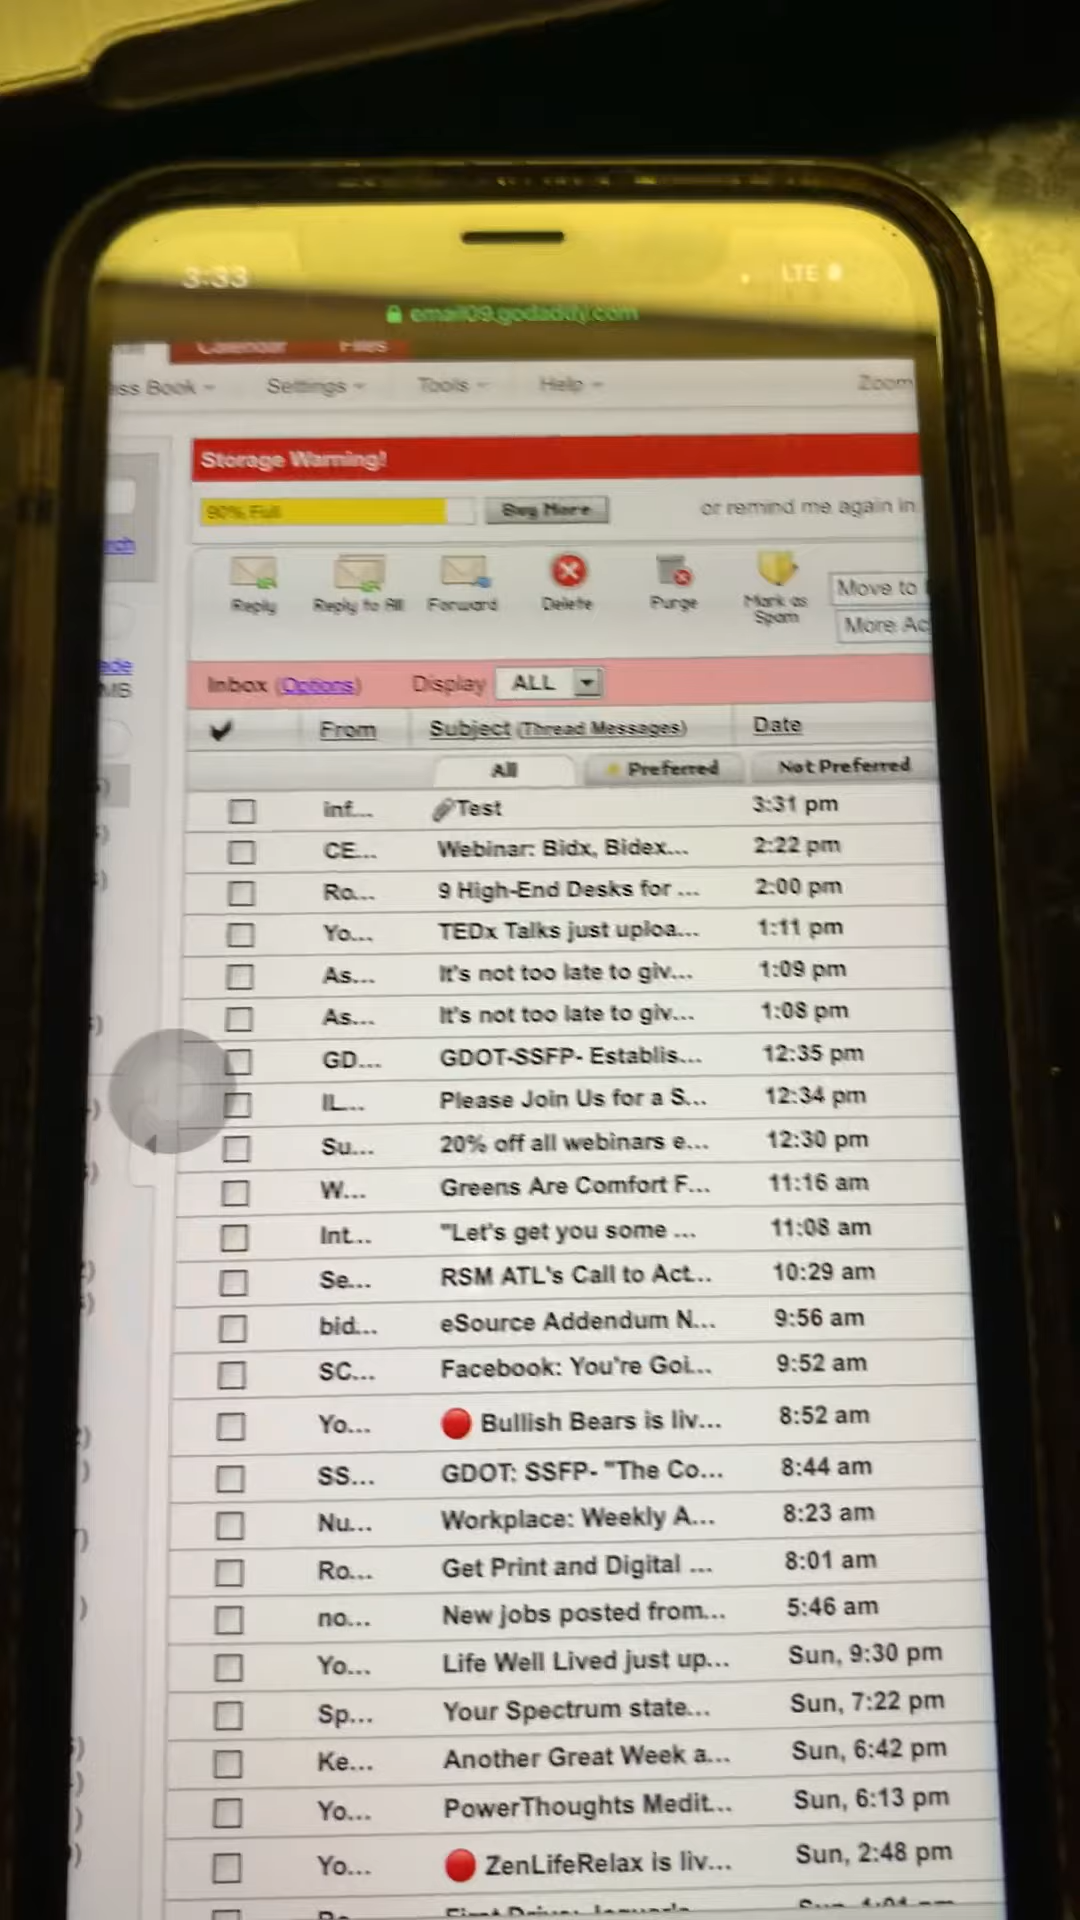 3:33 LTE
email09.godaddy.com
Calendar Files
ess Book Settings Tools Help Zoom
Storage Warning!
90% Full Buy More or remind me again in
Reply Reply to All Forward Delete Purge Mark as Spam Move to
More Ac
Inbox (Options) Display ALL
From Subject (Thread Messages) Date
All Preferred Not Preferred
inf... Test 3:31 pm
CE... Webinar: Bidx, Bidex... 2:22 pm
Ro... 9 High-End Desks for ... 2:00 pm
Yo... TEDx Talks just uploa... 1:11 pm
As... It's not too late to giv... 1:09 pm
As... It's not too late to giv... 1:08 pm
GD... GDOT-SSFP- Establis... 12:35 pm
IL... Please Join Us for a S... 12:34 pm
Su... 20% off all webinars e... 12:30 pm
W... Greens Are Comfort F... 11:16 am
Int... "Let's get you some ... 11:08 am
Se... RSM ATL's Call to Act... 10:29 am
bid... eSource Addendum N... 9:56 am
SC... Facebook: You're Goi... 9:52 am
Yo... Bullish Bears is liv... 8:52 am
SS... GDOT: SSFP- "The Co... 8:44 am
Nu... Workplace: Weekly A... 8:23 am
Ro... Get Print and Digital ... 8:01 am
no... New jobs posted from... 5:46 am
Yo... Life Well Lived just up... Sun, 9:30 pm
Sp... Your Spectrum state... Sun, 7:22 pm
Ke... Another Great Week a... Sun, 6:42 pm
Yo... PowerThoughts Medit... Sun, 6:13 pm
Yo... ZenLifeRelax is liv... Sun, 2:48 pm